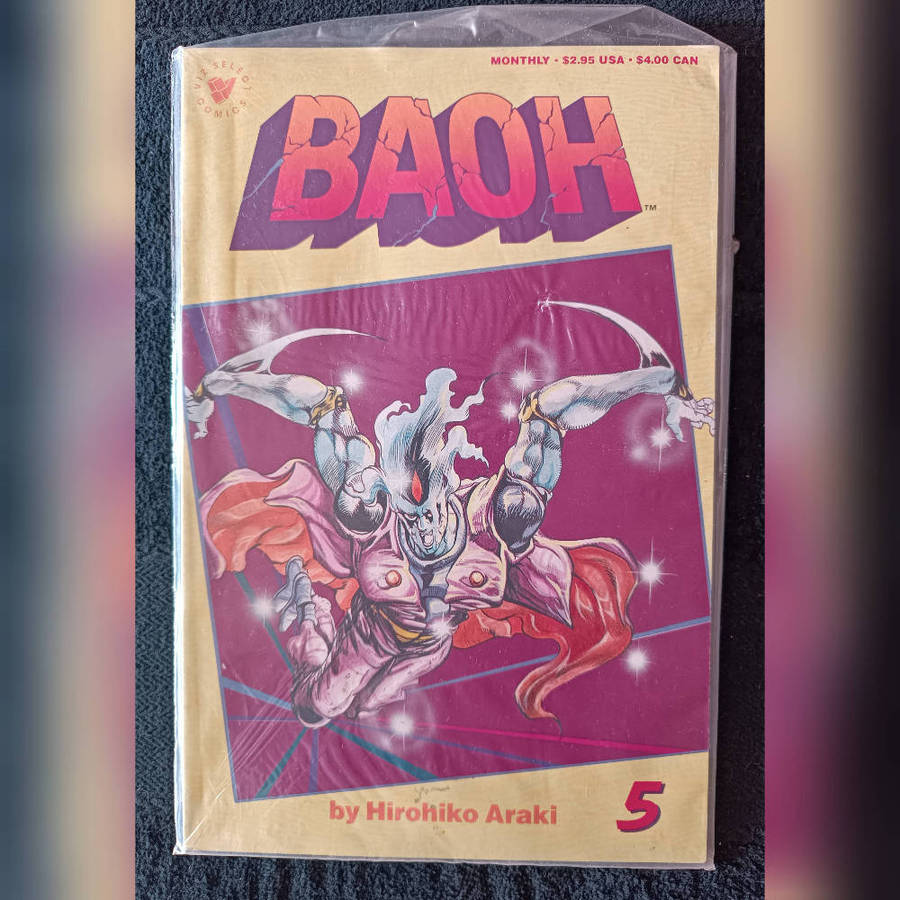 MONTHLY • $2.95 USA • $4.00 CAN
VIZ SELECT
COMICS
BAOH
TM
by Hirohiko Araki
5